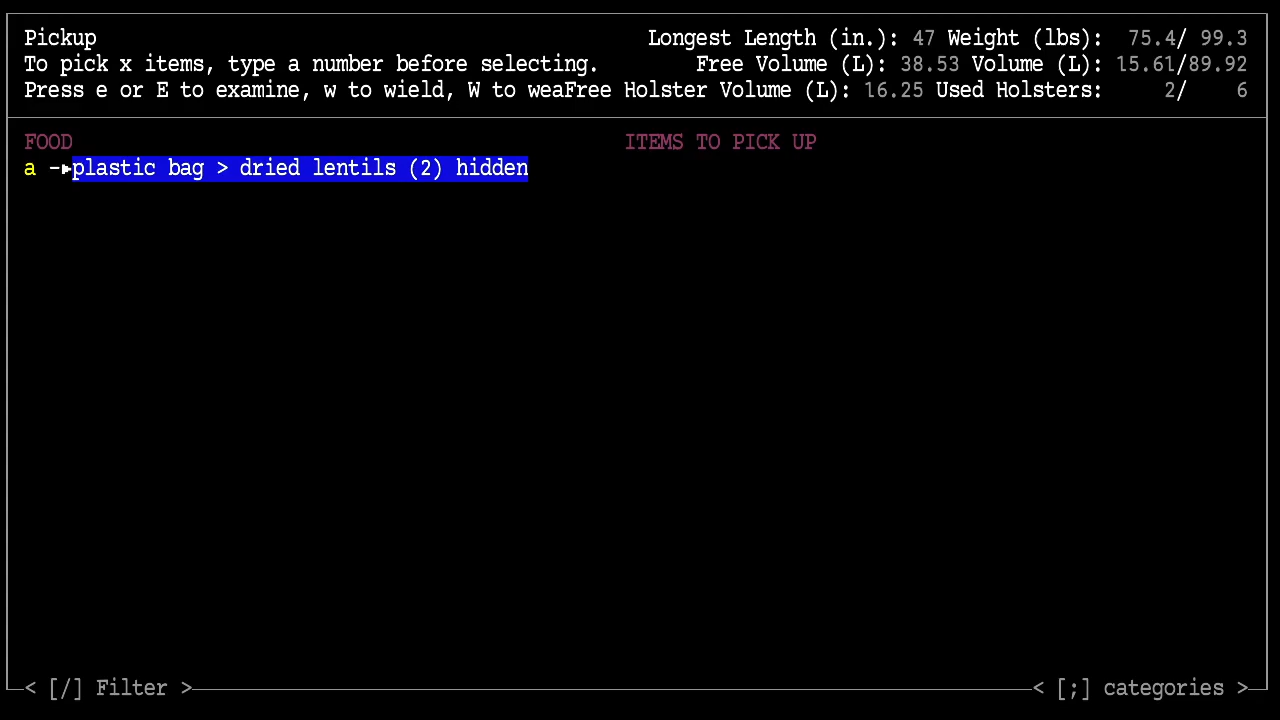 Pickup Longest Length (in.): 47 Weight (lbs): 75.4/ 99.3
To pick x items, type a number before selecting. Free Volume (L): 38.53 Volume (L): 15.61/89.92
Press e or E to examine, w to wield, W to weaFree Holster Volume (L): 16.25 Used Holsters: 2/ 6
FOOD ITEMS TO PICK UP
a -▸plastic bag > dried lentils (2) hidden
< [/] Filter > < [;] categories >